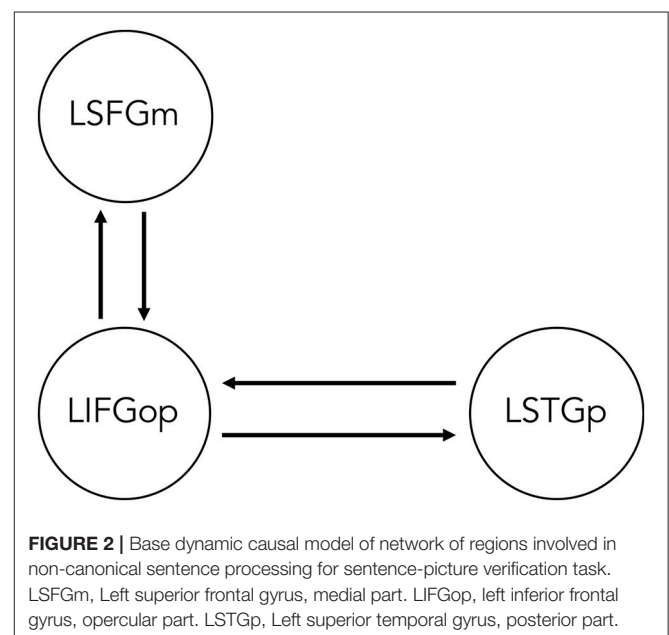 LSFGm
LIFGop
LSTGp
FIGURE 2 | Base dynamic causal model of network of regions involved in
non-canonical sentence processing for sentence-picture verification task.
LSFGm, Left superior frontal gyrus, medial part. LIFGop, left inferior frontal
gyrus, opercular part. LSTGp, Left superior temporal gyrus, posterior part.